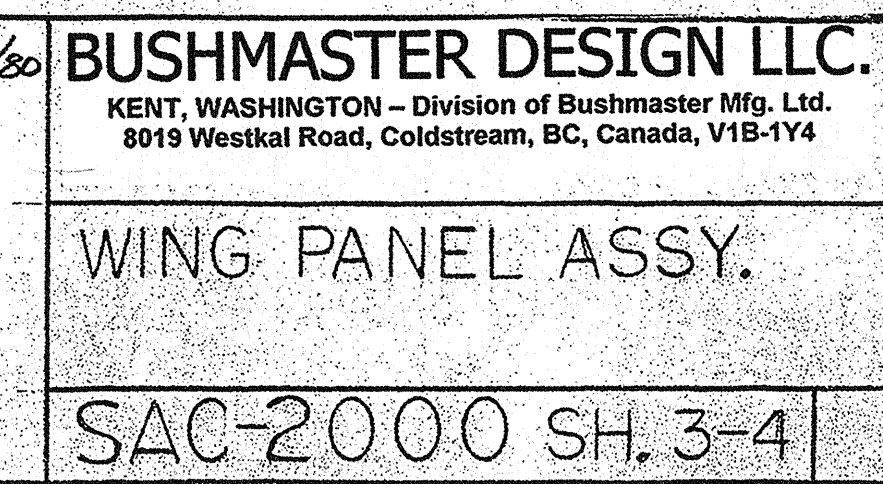 /80
BUSHMASTER DESIGN LLC.
KENT, WASHINGTON – Division of Bushmaster Mfg. Ltd.
8019 Westkal Road, Coldstream, BC, Canada, V1B-1Y4
WING PANEL ASSY.
SAC-2000 SH. 3-4